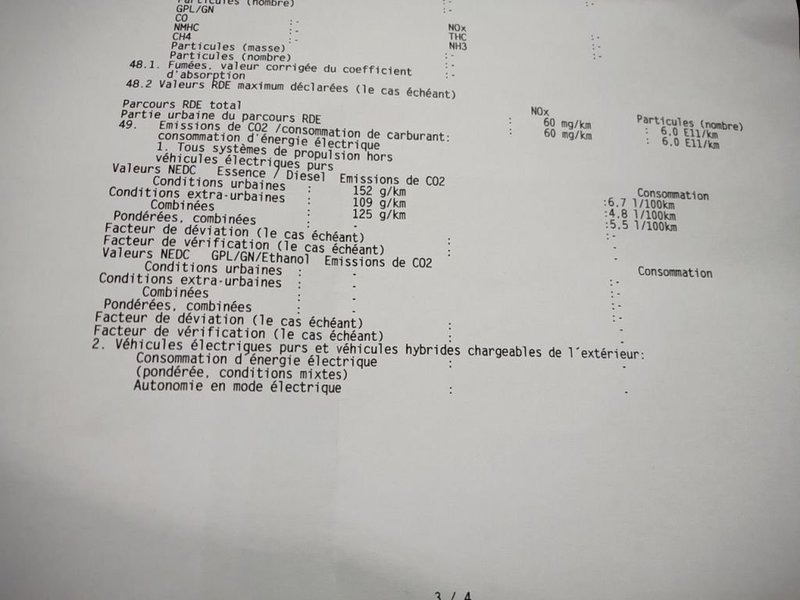 Particules (nombre) :- :-
GPL/GN
CO :- NOx
NMHC :- THC :-
CH4 NH3 :-
Particules (masse) :-
Particules (nombre) :-
48.1. Fumées, valeur corrigée du coefficient
d'absorption
48.2 Valeurs RDE maximum déclarées (le cas échéant)
NOx Particules (nombre)
Parcours RDE total : 60 mg/km : 6.0 E11/km
Partie urbaine du parcours RDE : 60 mg/km : 6.0 E11/km
49. Emissions de CO2 /consommation de carburant:
consommation d'énergie électrique
1. Tous systèmes de propulsion hors
véhicules électriques purs
Valeurs NEDC Essence / Diesel Emissions de CO2 Consommation
Conditions urbaines : 152 g/km :6.7 l/100km
Conditions extra-urbaines : 109 g/km :4.8 l/100km
Combinées : 125 g/km :5.5 l/100km
Pondérées, combinées : - :-
Facteur de déviation (le cas échéant) : -
Facteur de vérification (le cas échéant) : -
Valeurs NEDC GPL/GN/Ethanol Emissions de CO2 Consommation
Conditions urbaines : - :-
Conditions extra-urbaines : - :-
Combinées : - :-
Pondérées, combinées : - :-
Facteur de déviation (le cas échéant) : -
Facteur de vérification (le cas échéant) : -
2. Véhicules électriques purs et véhicules hybrides chargeables de l´extérieur:
Consommation d´énergie électrique : -
(pondérée, conditions mixtes)
Autonomie en mode électrique : -
3 / 4